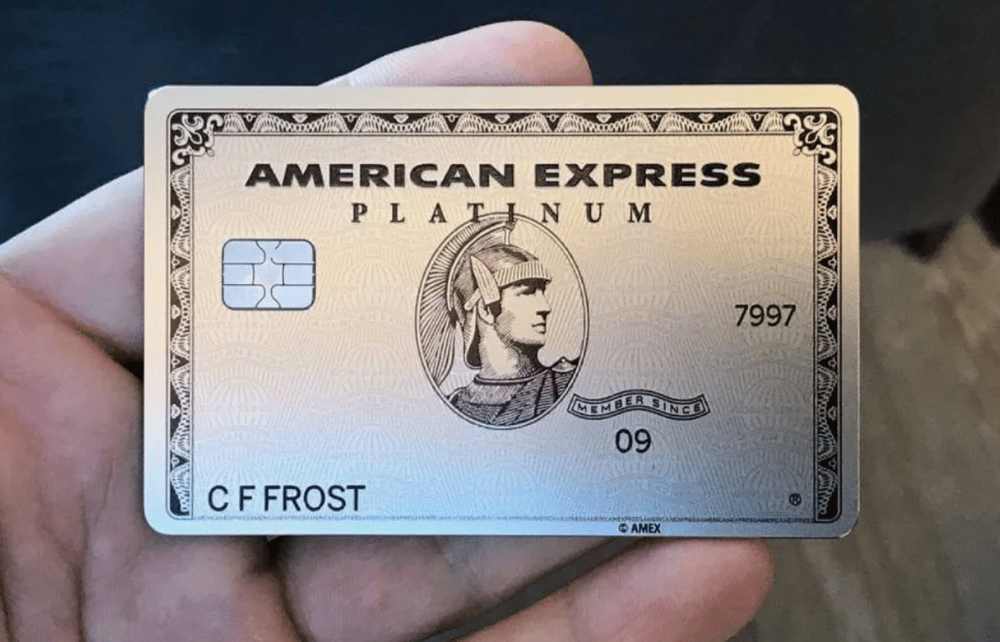 AMERICAN EXPRESS
PLATINUM
7997
MEMBER SINCE
09
C F FROST
®
© AMEX